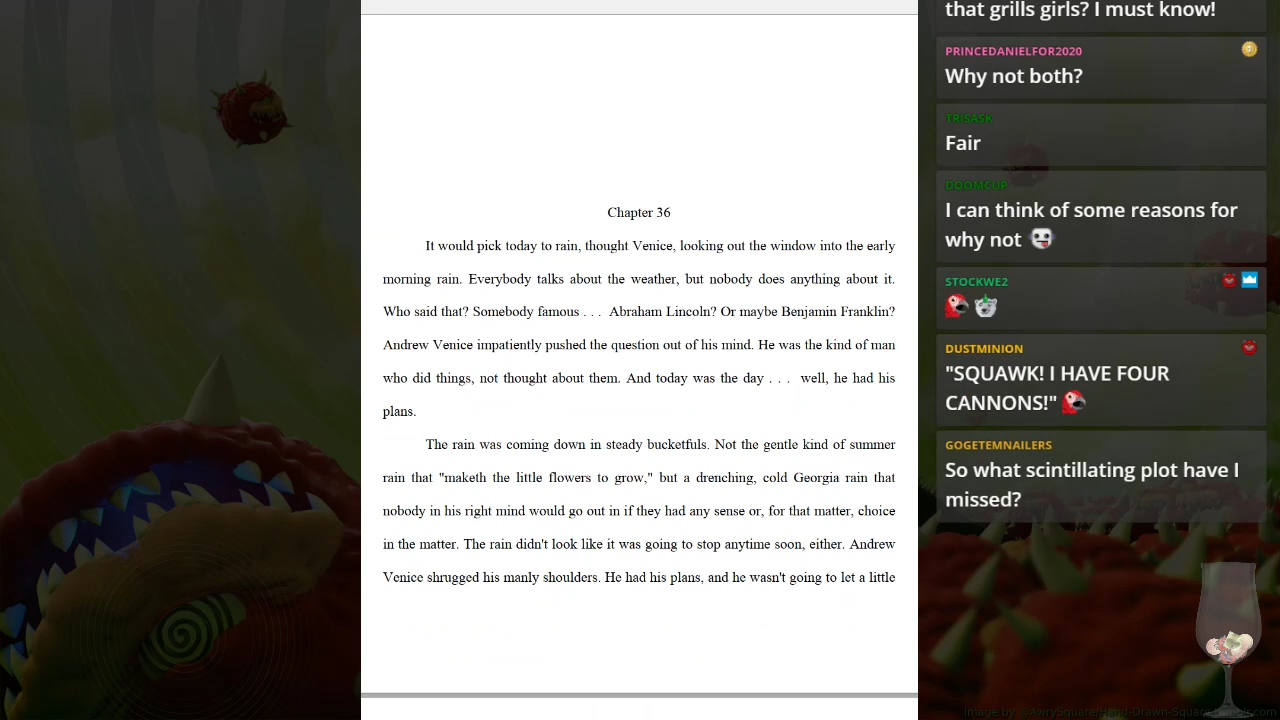 Chapter 36
It would pick today to rain, thought Venice, looking out the window into the early
morning rain. Everybody talks about the weather, but nobody does anything about it.
Who said that? Somebody famous . . . Abraham Lincoln? Or maybe Benjamin Franklin?
Andrew Venice impatiently pushed the question out of his mind. He was the kind of man
who did things, not thought about them. And today was the day . . . well, he had his
plans.
The rain was coming down in steady bucketfuls. Not the gentle kind of summer
rain that "maketh the little flowers to grow," but a drenching, cold Georgia rain that
nobody in his right mind would go out in if they had any sense or, for that matter, choice
in the matter. The rain didn't look like it was going to stop anytime soon, either. Andrew
Venice shrugged his manly shoulders. He had his plans, and he wasn't going to let a little
that grills girls? I must know!
PRINCEDANIELFOR2020
Why not both?
TRISASK
Fair
DOOMCUP
I can think of some reasons for
why not
STOCKWE2
DUSTMINION
"SQUAWK! I HAVE FOUR
CANNONS!"
GOGETEMNAILERS
So what scintillating plot have I
missed?